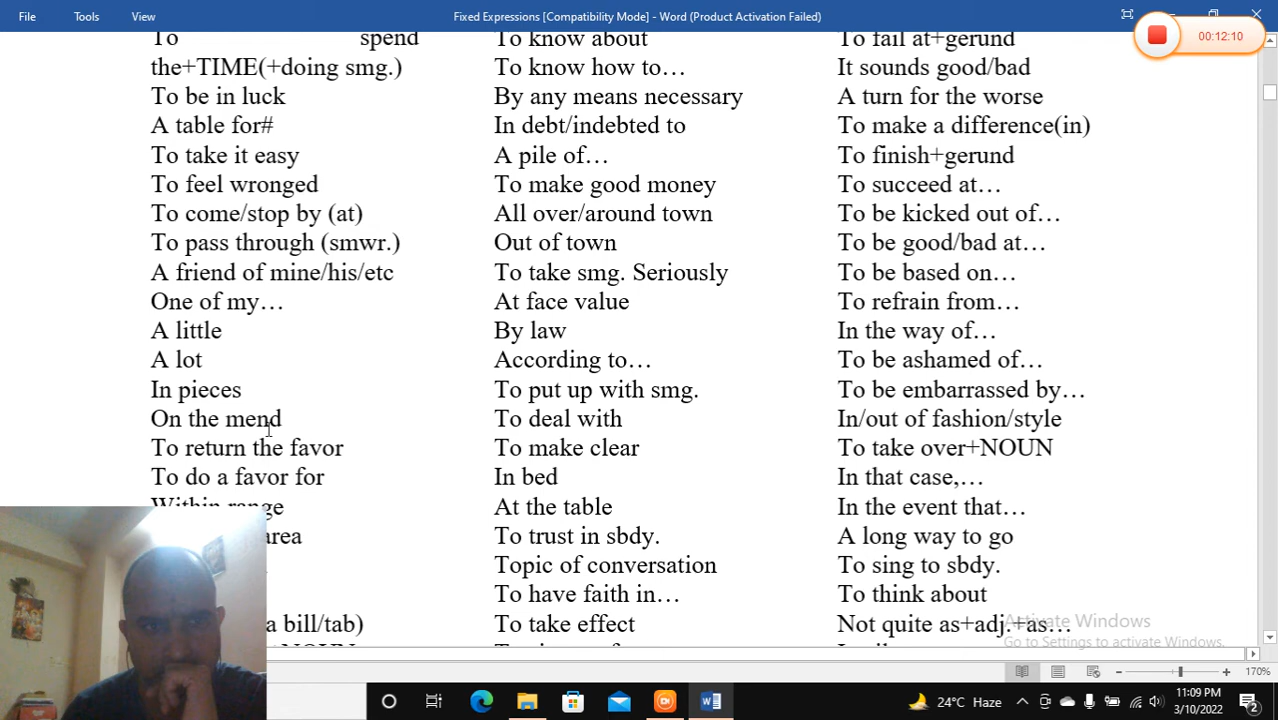 File
Tools
View
Fixed Expressions [Compatibility Mode] - Word (Product Activation Failed)
00:12:10
To spend
the+TIME(+doing smg.)
To be in luck
A table for#
To take it easy
To feel wronged
To come/stop by (at)
To pass through (smwr.)
A friend of mine/his/etc
One of my…
A little
A lot
In pieces
On the mend
To return the favor
To do a favor for
Within range
area
a bill/tab)
To know about
To know how to…
By any means necessary
In debt/indebted to
A pile of…
To make good money
All over/around town
Out of town
To take smg. Seriously
At face value
By law
According to…
To put up with smg.
To deal with
To make clear
In bed
At the table
To trust in sbdy.
Topic of conversation
To have faith in…
To take effect
To fail at+gerund
It sounds good/bad
A turn for the worse
To make a difference(in)
To finish+gerund
To succeed at…
To be kicked out of…
To be good/bad at…
To be based on…
To refrain from…
In the way of…
To be ashamed of…
To be embarrassed by…
In/out of fashion/style
To take over+NOUN
In that case,…
In the event that…
A long way to go
To sing to sbdy.
To think about
Not quite as+adj.+as…
Activate Windows
Go to Settings to activate Windows.
170%
24°C Haze
11:09 PM
3/10/2022
2